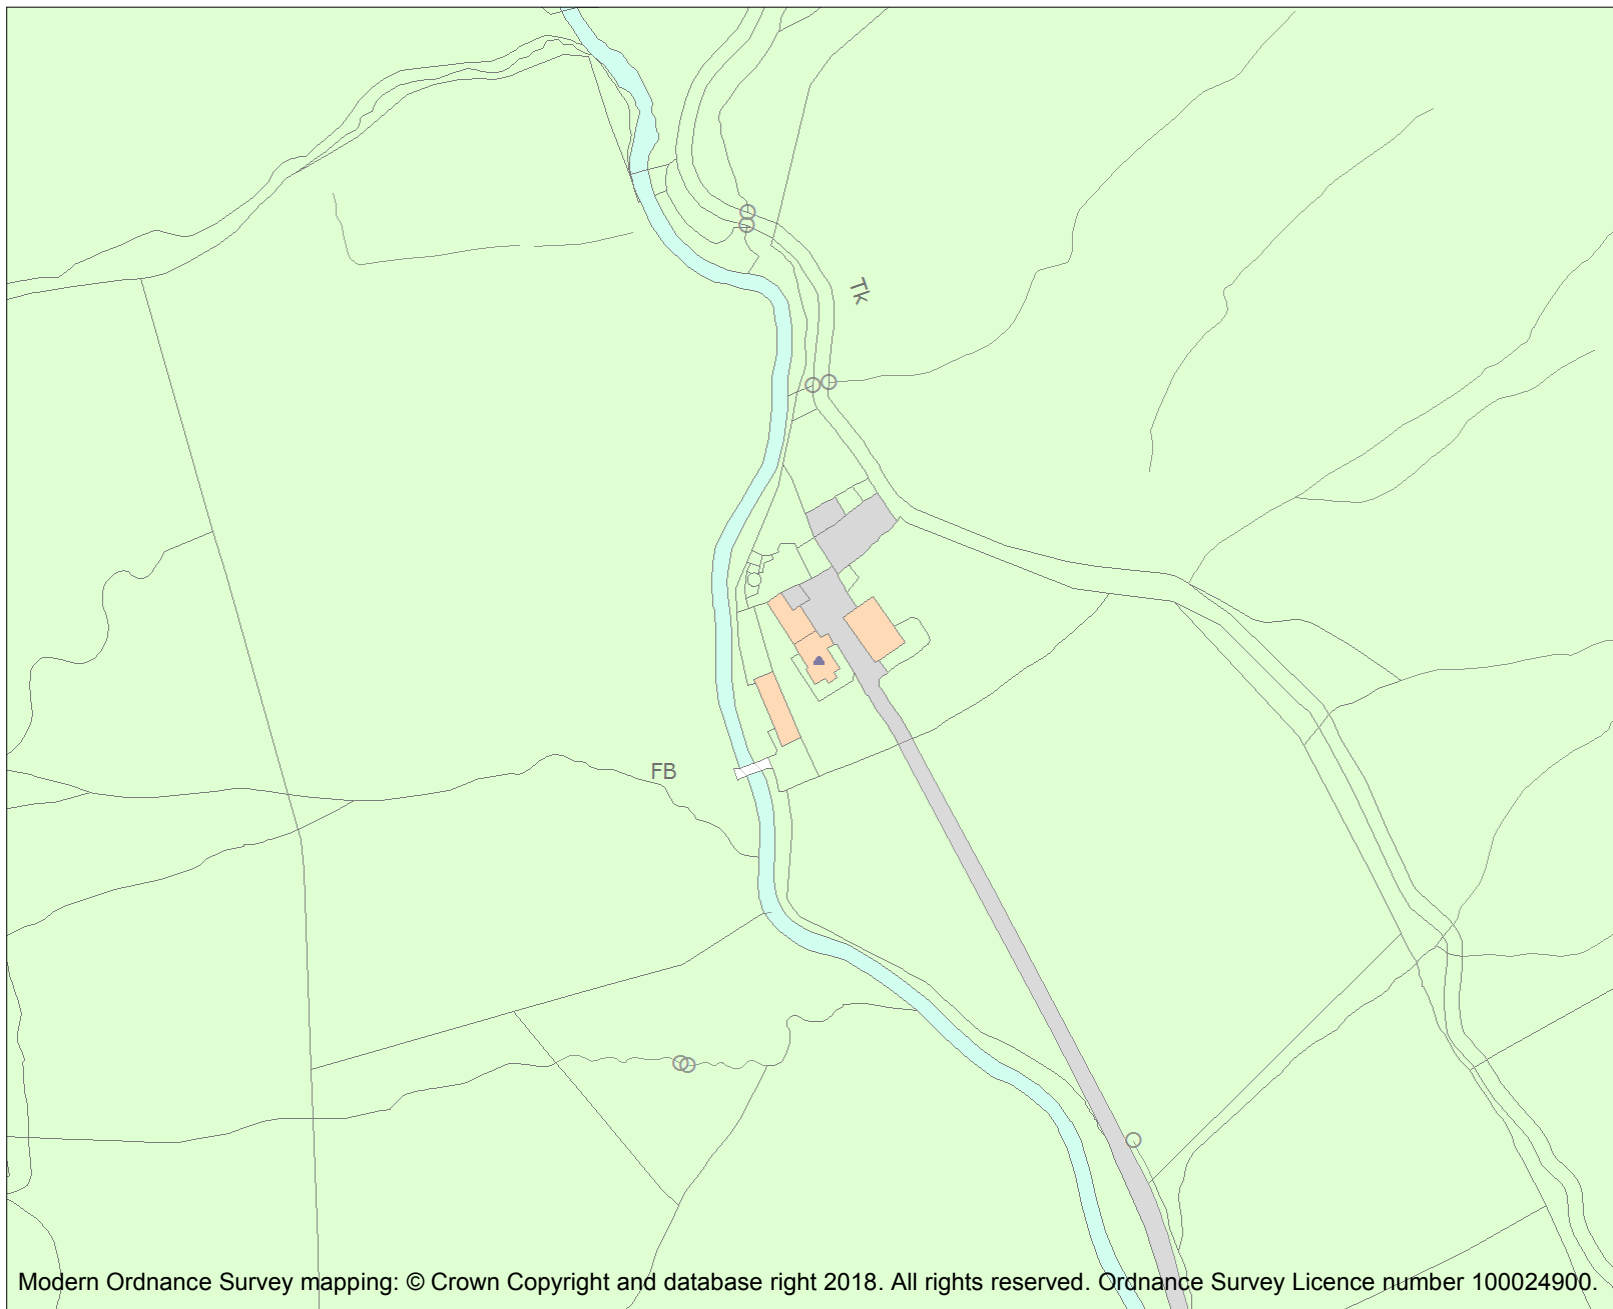 Tk
FB
Modern Ordnance Survey mapping: © Crown Copyright and database right 2018. All rights reserved. Ordnance Survey Licence number 100024900.